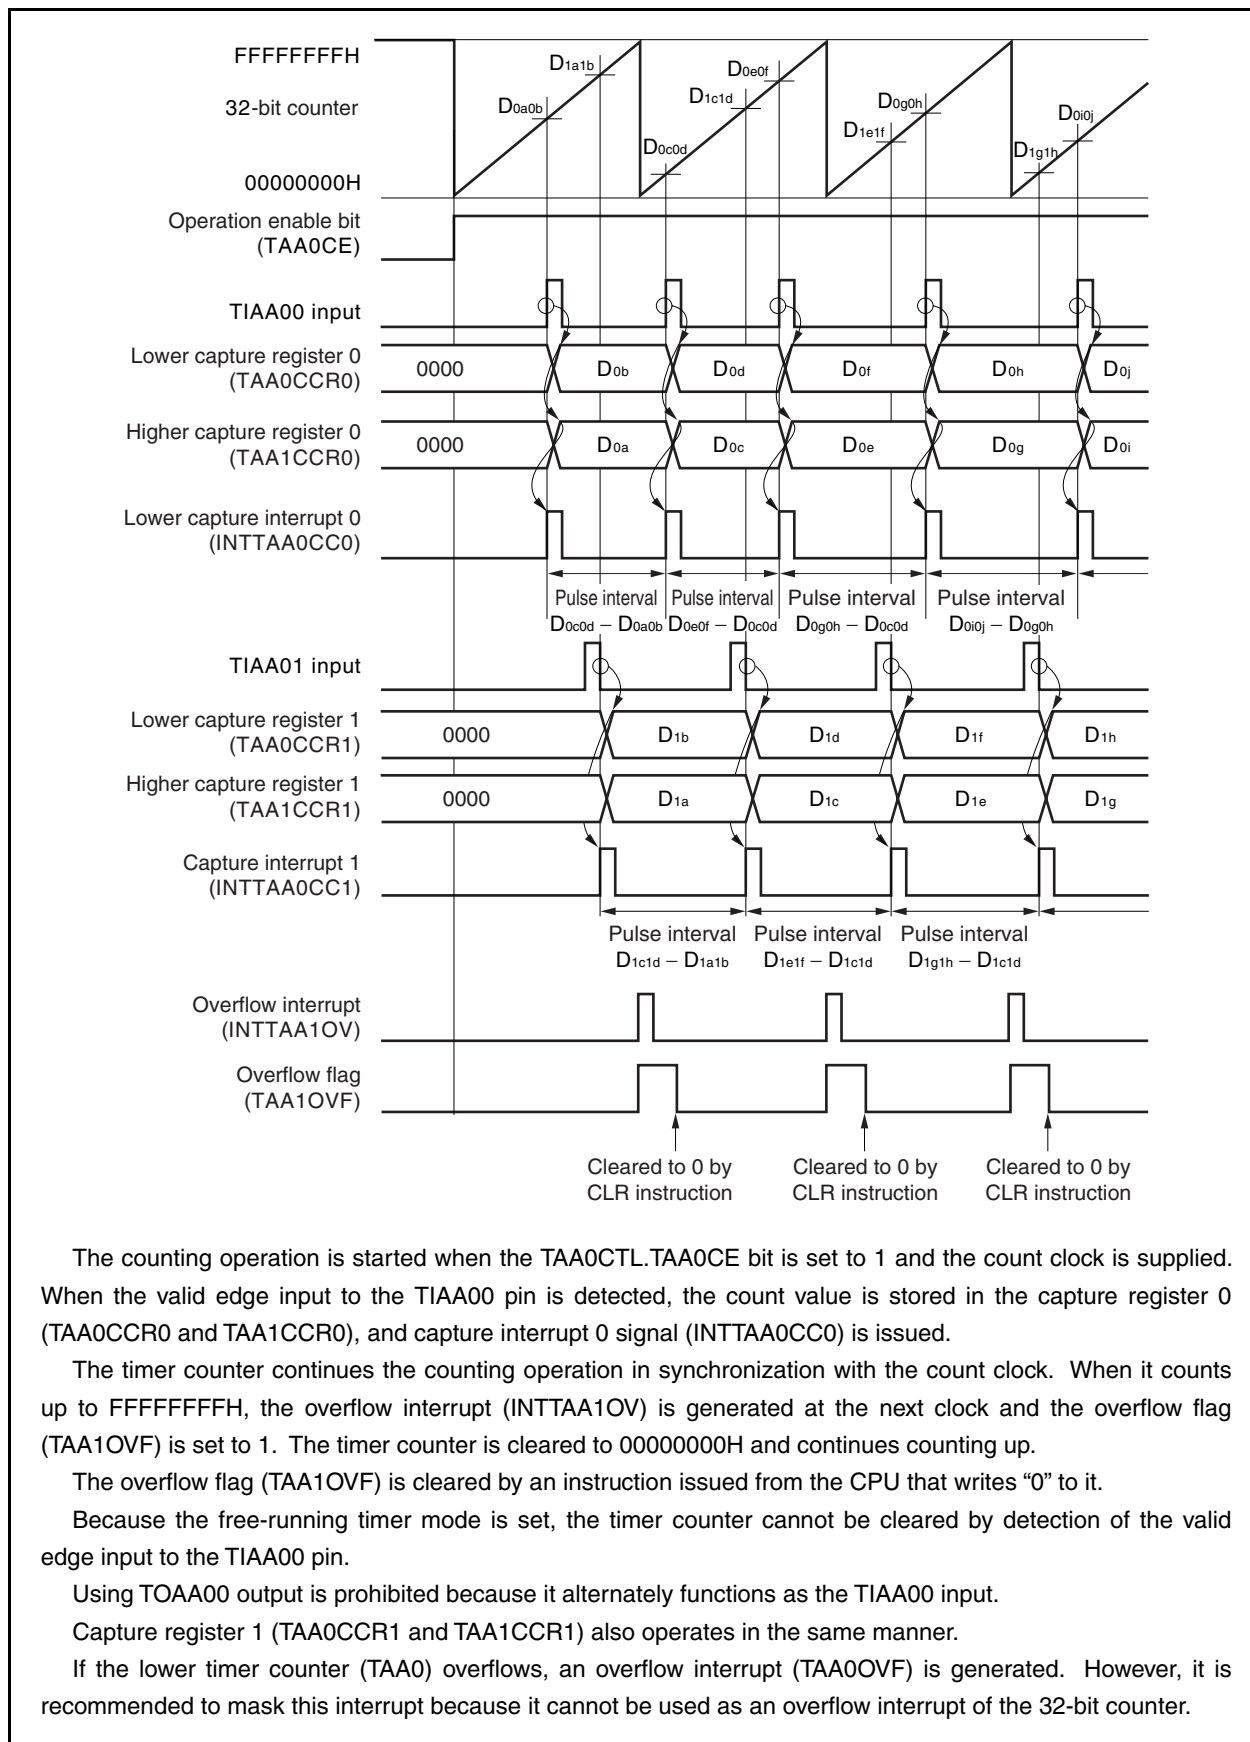 FFFFFFFFH
32-bit counter
00000000H
D1a1b
D0a0b
D0c0d
D1c1d
D0e0f
D1e1f
D0g0h
D1g1h
D0i0j
Operation enable bit
(TAA0CE)
TIAA00 input
Lower capture register 0
(TAA0CCR0)
0000 D0b D0d D0f D0h D0j
Higher capture register 0
(TAA1CCR0)
0000 D0a D0c D0e D0g D0i
Lower capture interrupt 0
(INTTAA0CC0)
Pulse interval Pulse interval Pulse interval Pulse interval
D0c0d – D0a0b D0e0f – D0c0d D0g0h – D0c0d D0i0j – D0g0h
TIAA01 input
Lower capture register 1
(TAA0CCR1)
0000 D1b D1d D1f D1h
Higher capture register 1
(TAA1CCR1)
0000 D1a D1c D1e D1g
Capture interrupt 1
(INTTAA0CC1)
Pulse interval Pulse interval Pulse interval
D1c1d – D1a1b D1e1f – D1c1d D1g1h – D1c1d
Overflow interrupt
(INTTAA1OV)
Overflow flag
(TAA1OVF)
Cleared to 0 by Cleared to 0 by Cleared to 0 by
CLR instruction CLR instruction CLR instruction
The counting operation is started when the TAA0CTL.TAA0CE bit is set to 1 and the count clock is supplied.
When the valid edge input to the TIAA00 pin is detected, the count value is stored in the capture register 0
(TAA0CCR0 and TAA1CCR0), and capture interrupt 0 signal (INTTAA0CC0) is issued.
The timer counter continues the counting operation in synchronization with the count clock. When it counts
up to FFFFFFFFH, the overflow interrupt (INTTAA1OV) is generated at the next clock and the overflow flag
(TAA1OVF) is set to 1. The timer counter is cleared to 00000000H and continues counting up.
The overflow flag (TAA1OVF) is cleared by an instruction issued from the CPU that writes “0” to it.
Because the free-running timer mode is set, the timer counter cannot be cleared by detection of the valid
edge input to the TIAA00 pin.
Using TOAA00 output is prohibited because it alternately functions as the TIAA00 input.
Capture register 1 (TAA0CCR1 and TAA1CCR1) also operates in the same manner.
If the lower timer counter (TAA0) overflows, an overflow interrupt (TAA0OVF) is generated. However, it is
recommended to mask this interrupt because it cannot be used as an overflow interrupt of the 32-bit counter.